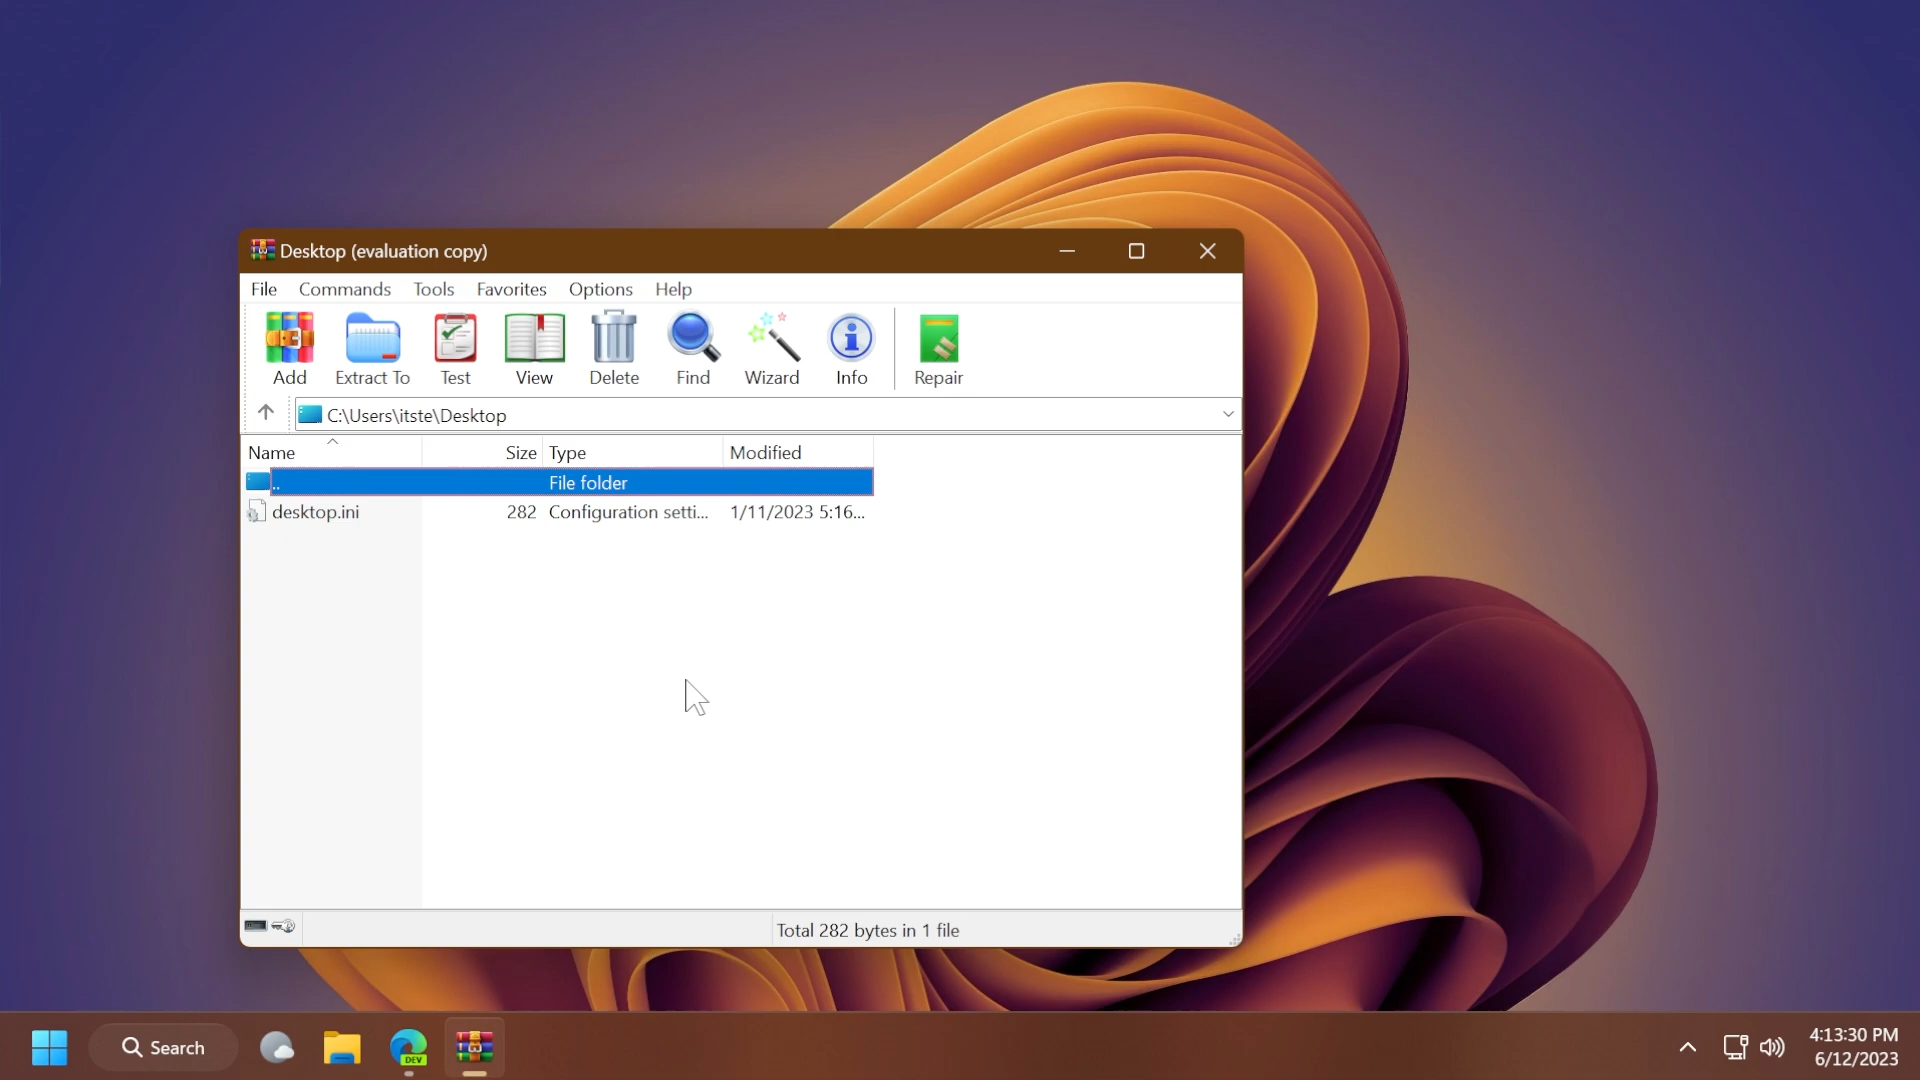 Desktop (evaluation copy)
File Commands Tools Favorites Options Help
Add Extract To Test View Delete Find Wizard Info Repair
C:\Users\itste\Desktop
Name Size Type Modified
.. File folder
desktop.ini 282 Configuration setti... 1/11/2023 5:16...
Total 282 bytes in 1 file
Search
DEV
4:13:30 PM
6/12/2023